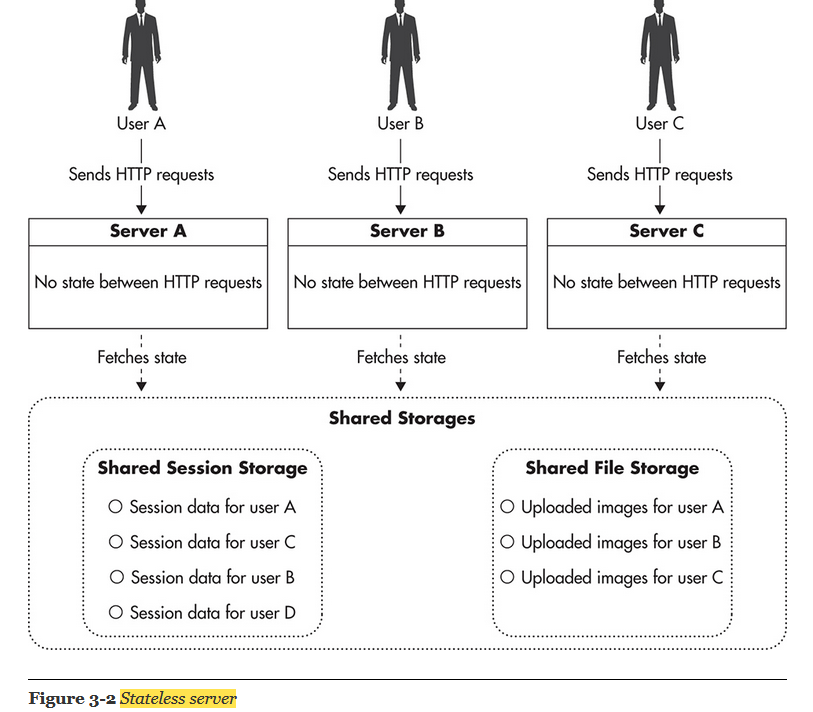 User A
User B
User C
Sends HTTP requests
Sends HTTP requests
Sends HTTP requests
Server A
Server B
Server C
No state between HTTP requests
No state between HTTP requests
No state between HTTP requests
Fetches state
Fetches state
Fetches state
Shared Storages
Shared Session Storage
Session data for user A
Session data for user C
Session data for user B
Session data for user D
Shared File Storage
Uploaded images for user A
Uploaded images for user B
Uploaded images for user C
Figure 3-2 Stateless server